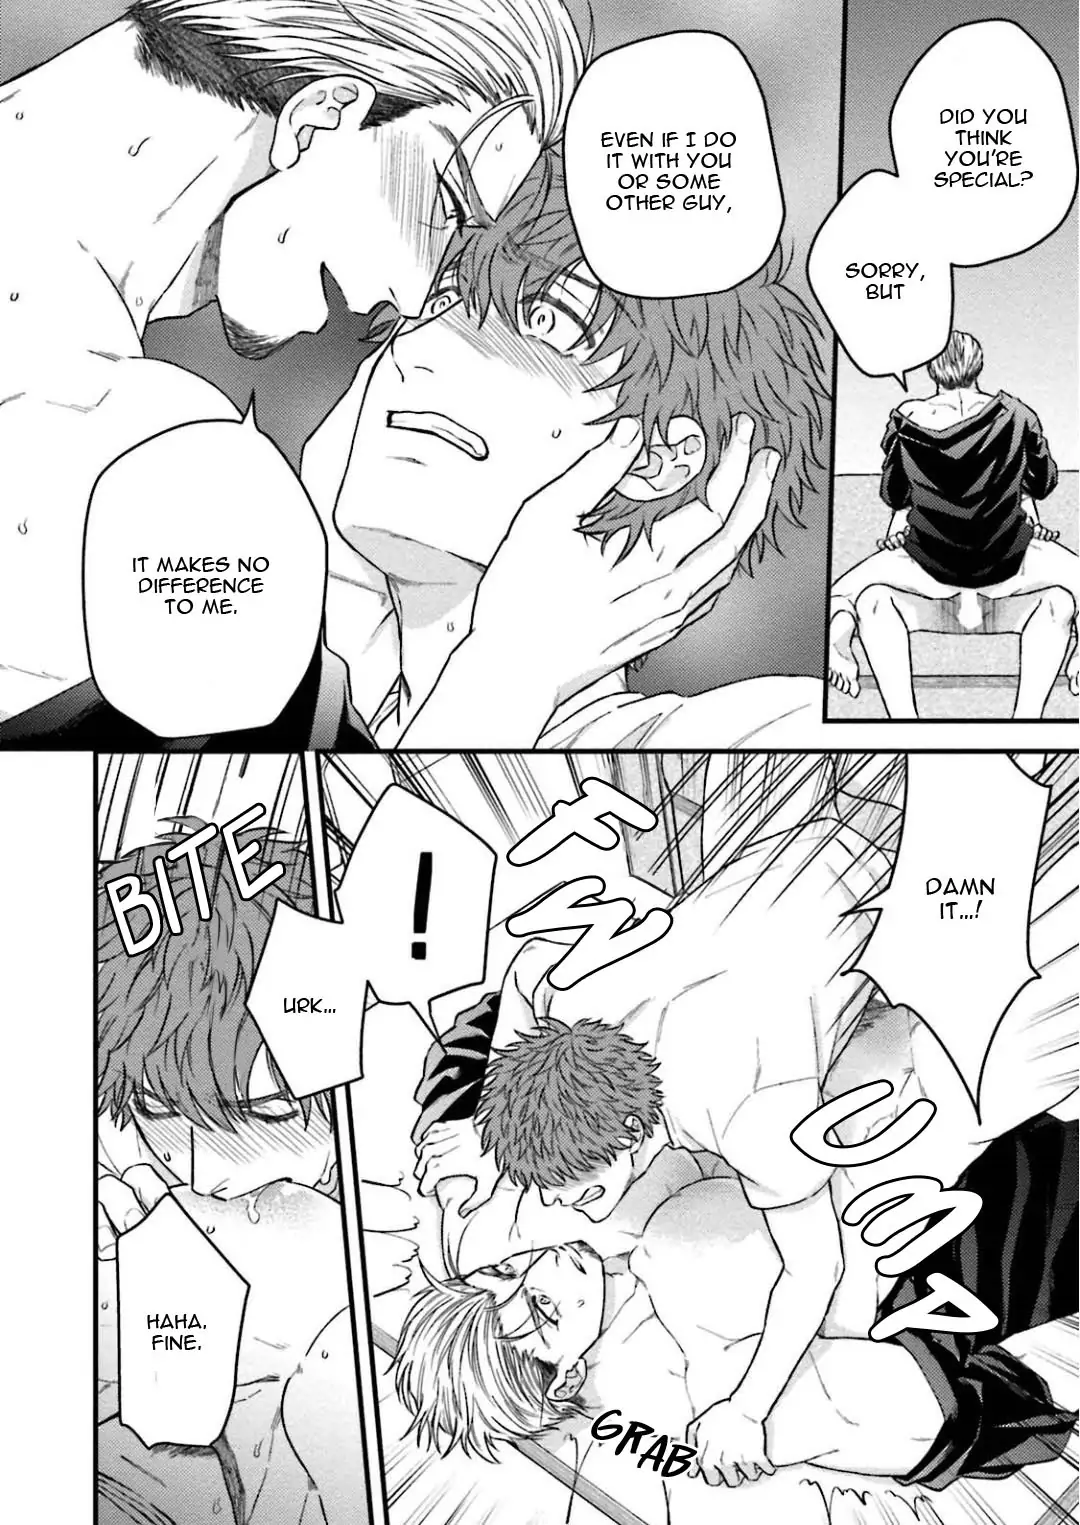 DID YOU
THINK
YOU'RE
SPECIAL?
SORRY,
BUT
EVEN IF I DO
IT WITH YOU
OR SOME
OTHER GUY,
IT MAKES NO
DIFFERENCE
TO ME.
DAMN
IT...!
FWUMP
!
GRAB
URK...
BITE
HAHA,
FINE.